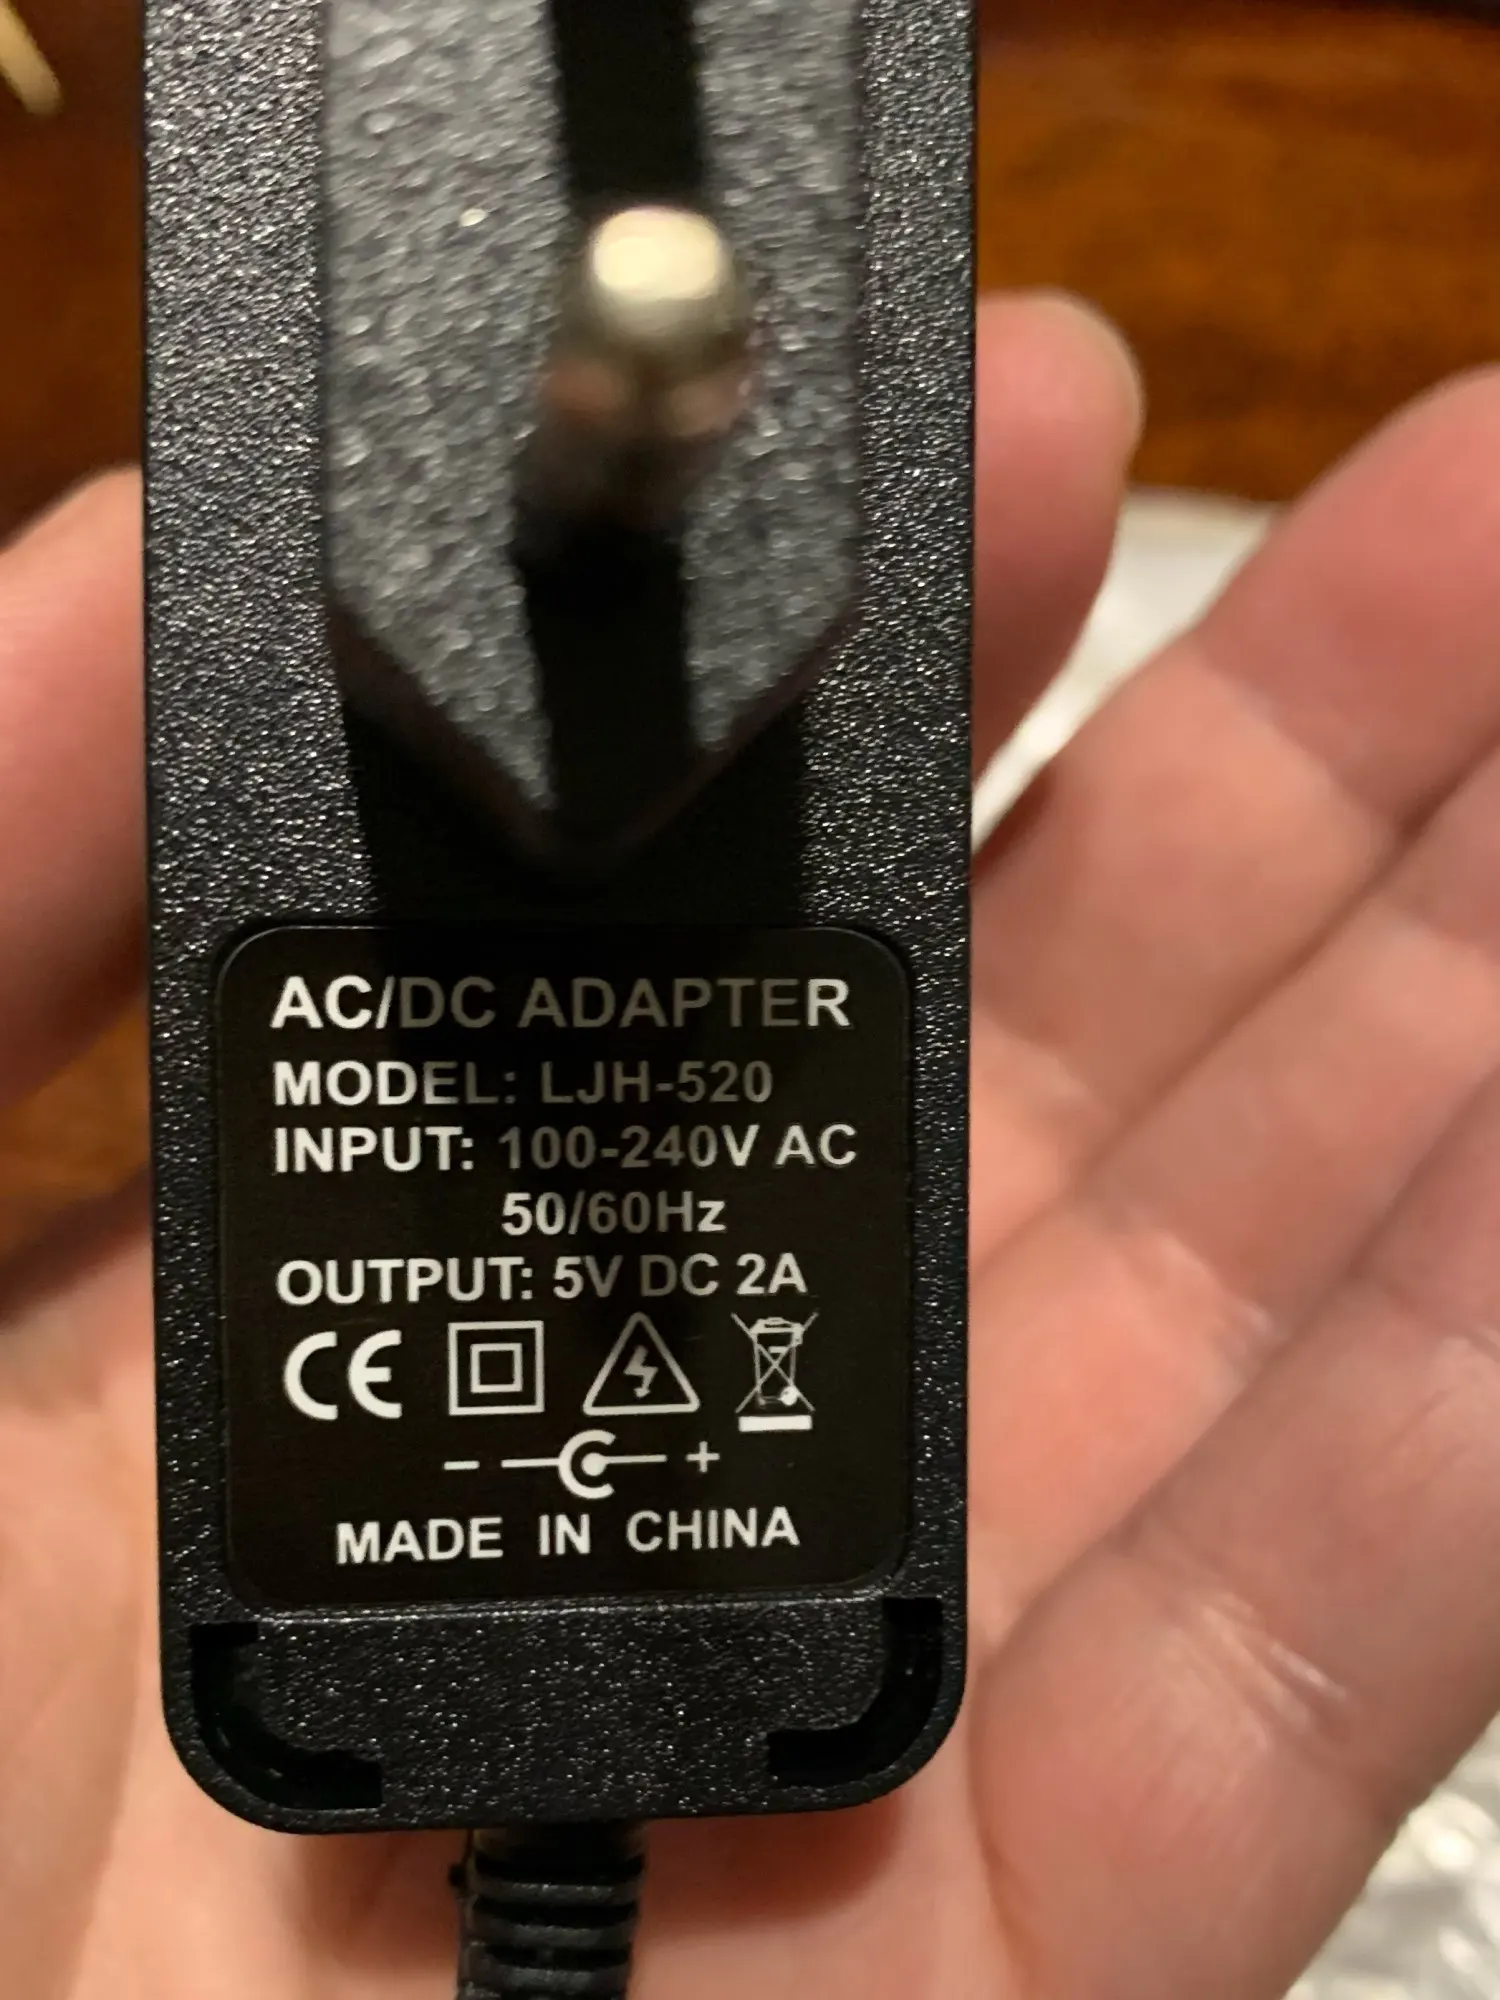 AC/DC ADAPTER
MODEL: LJH-520
INPUT: 100-240V AC
50/60Hz
OUTPUT: 5V DC 2A
CE
- +
MADE IN CHINA